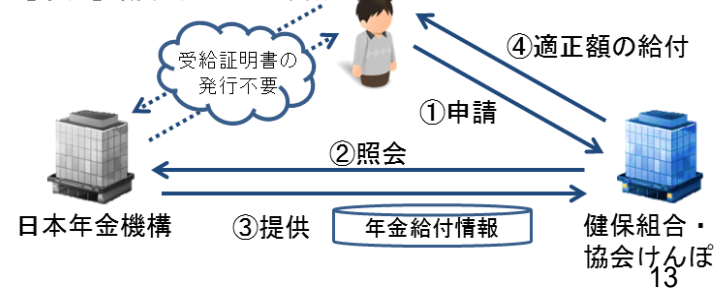 受給証明書の
発行不要
④適正額の給付
①申請
②照会
日本年金機構
③提供
年金給付情報
健保組合・
協会けんぽ
13